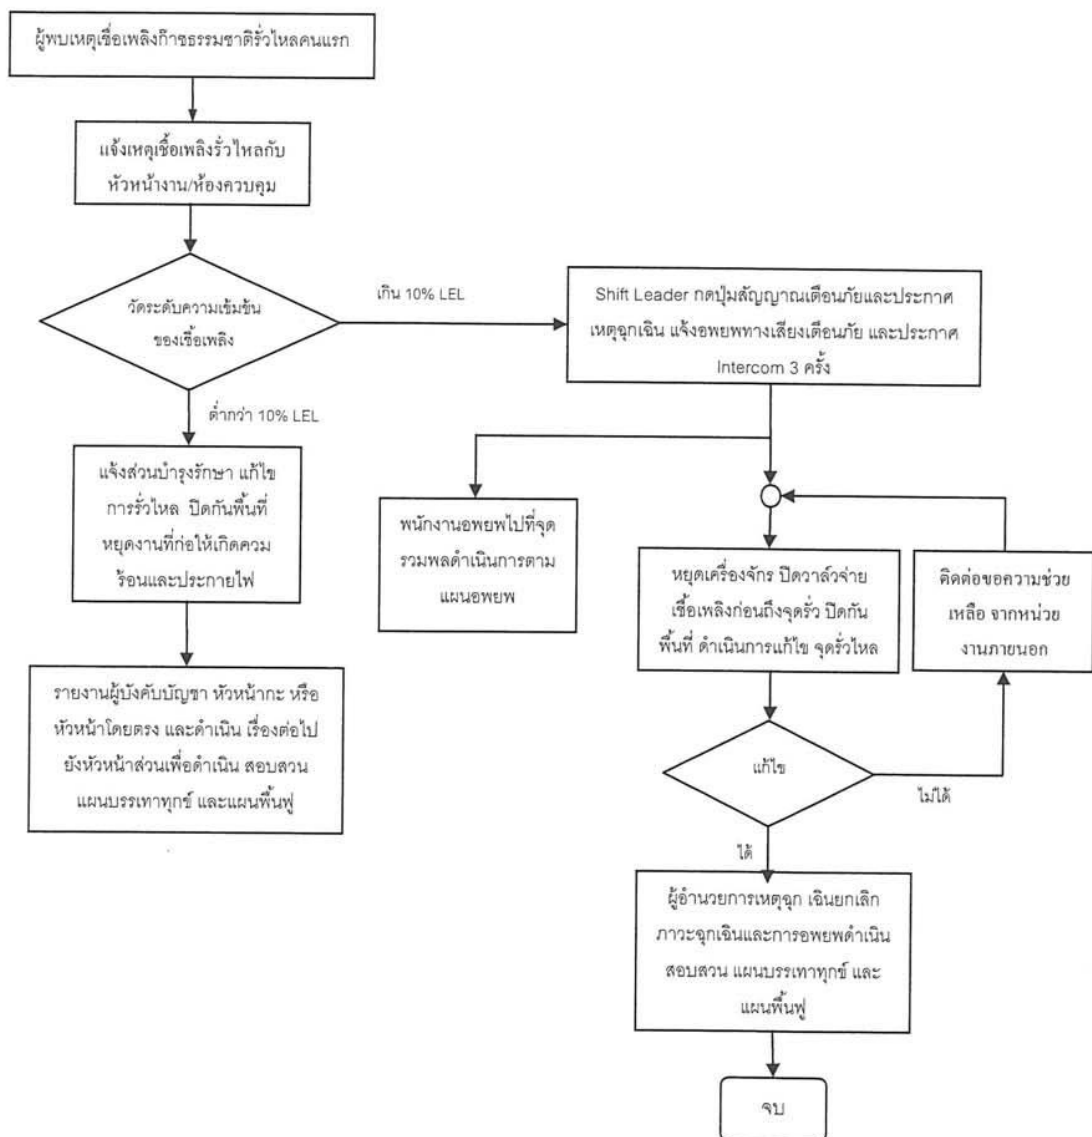 ผู้พบเหตุเชื้อเพลิงก๊าซธรรมชาติรั่วไหลคนแรก
แจ้งเหตุเชื้อเพลิงรั่วไหลกับ
หัวหน้างาน/ห้องควบคุม
วัดระดับความเข้มข้น
ของเชื้อเพลิง
เกิน 10% LEL
Shift Leader กดปุ่มสัญญาณเตือนภัยและประกาศ
เหตุฉุกเฉิน แจ้งอพยพทางเสียงเตือนภัย และประกาศ
Intercom 3 ครั้ง
ต่ำกว่า 10% LEL
แจ้งส่วนบำรุงรักษา แก้ไข
การรั่วไหล ปิดกันพื้นที่
หยุดงานที่ก่อให้เกิดควม
ร้อนและประกายไฟ
รายงานผู้บังคับบัญชา หัวหน้ากะ หรือ
หัวหน้าโดยตรง และดำเนิน เรื่องต่อไป
ยังหัวหน้าส่วนเพื่อดำเนิน สอบสวน
แผนบรรเทาทุกข์ และแผนฟื้นฟู
พนักงานอพยพไปที่จุด
รวมพลดำเนินการตาม
แผนอพยพ
หยุดเครื่องจักร ปิดวาล์วจ่าย
เชื้อเพลิงก่อนถึงจุดรั่ว ปิดกัน
พื้นที่ ดำเนินการแก้ไข จุดรั่วไหล
ติดต่อขอความช่วย
เหลือ จากหน่วย
งานภายนอก
แก้ไข
ไม่ได้
ได้
ผู้อำนวยการเหตุฉุก เฉินยกเลิก
ภาวะฉุกเฉินและการอพยพดำเนิน
สอบสวน แผนบรรเทาทุกข์ และ
แผนฟื้นฟู
จบ